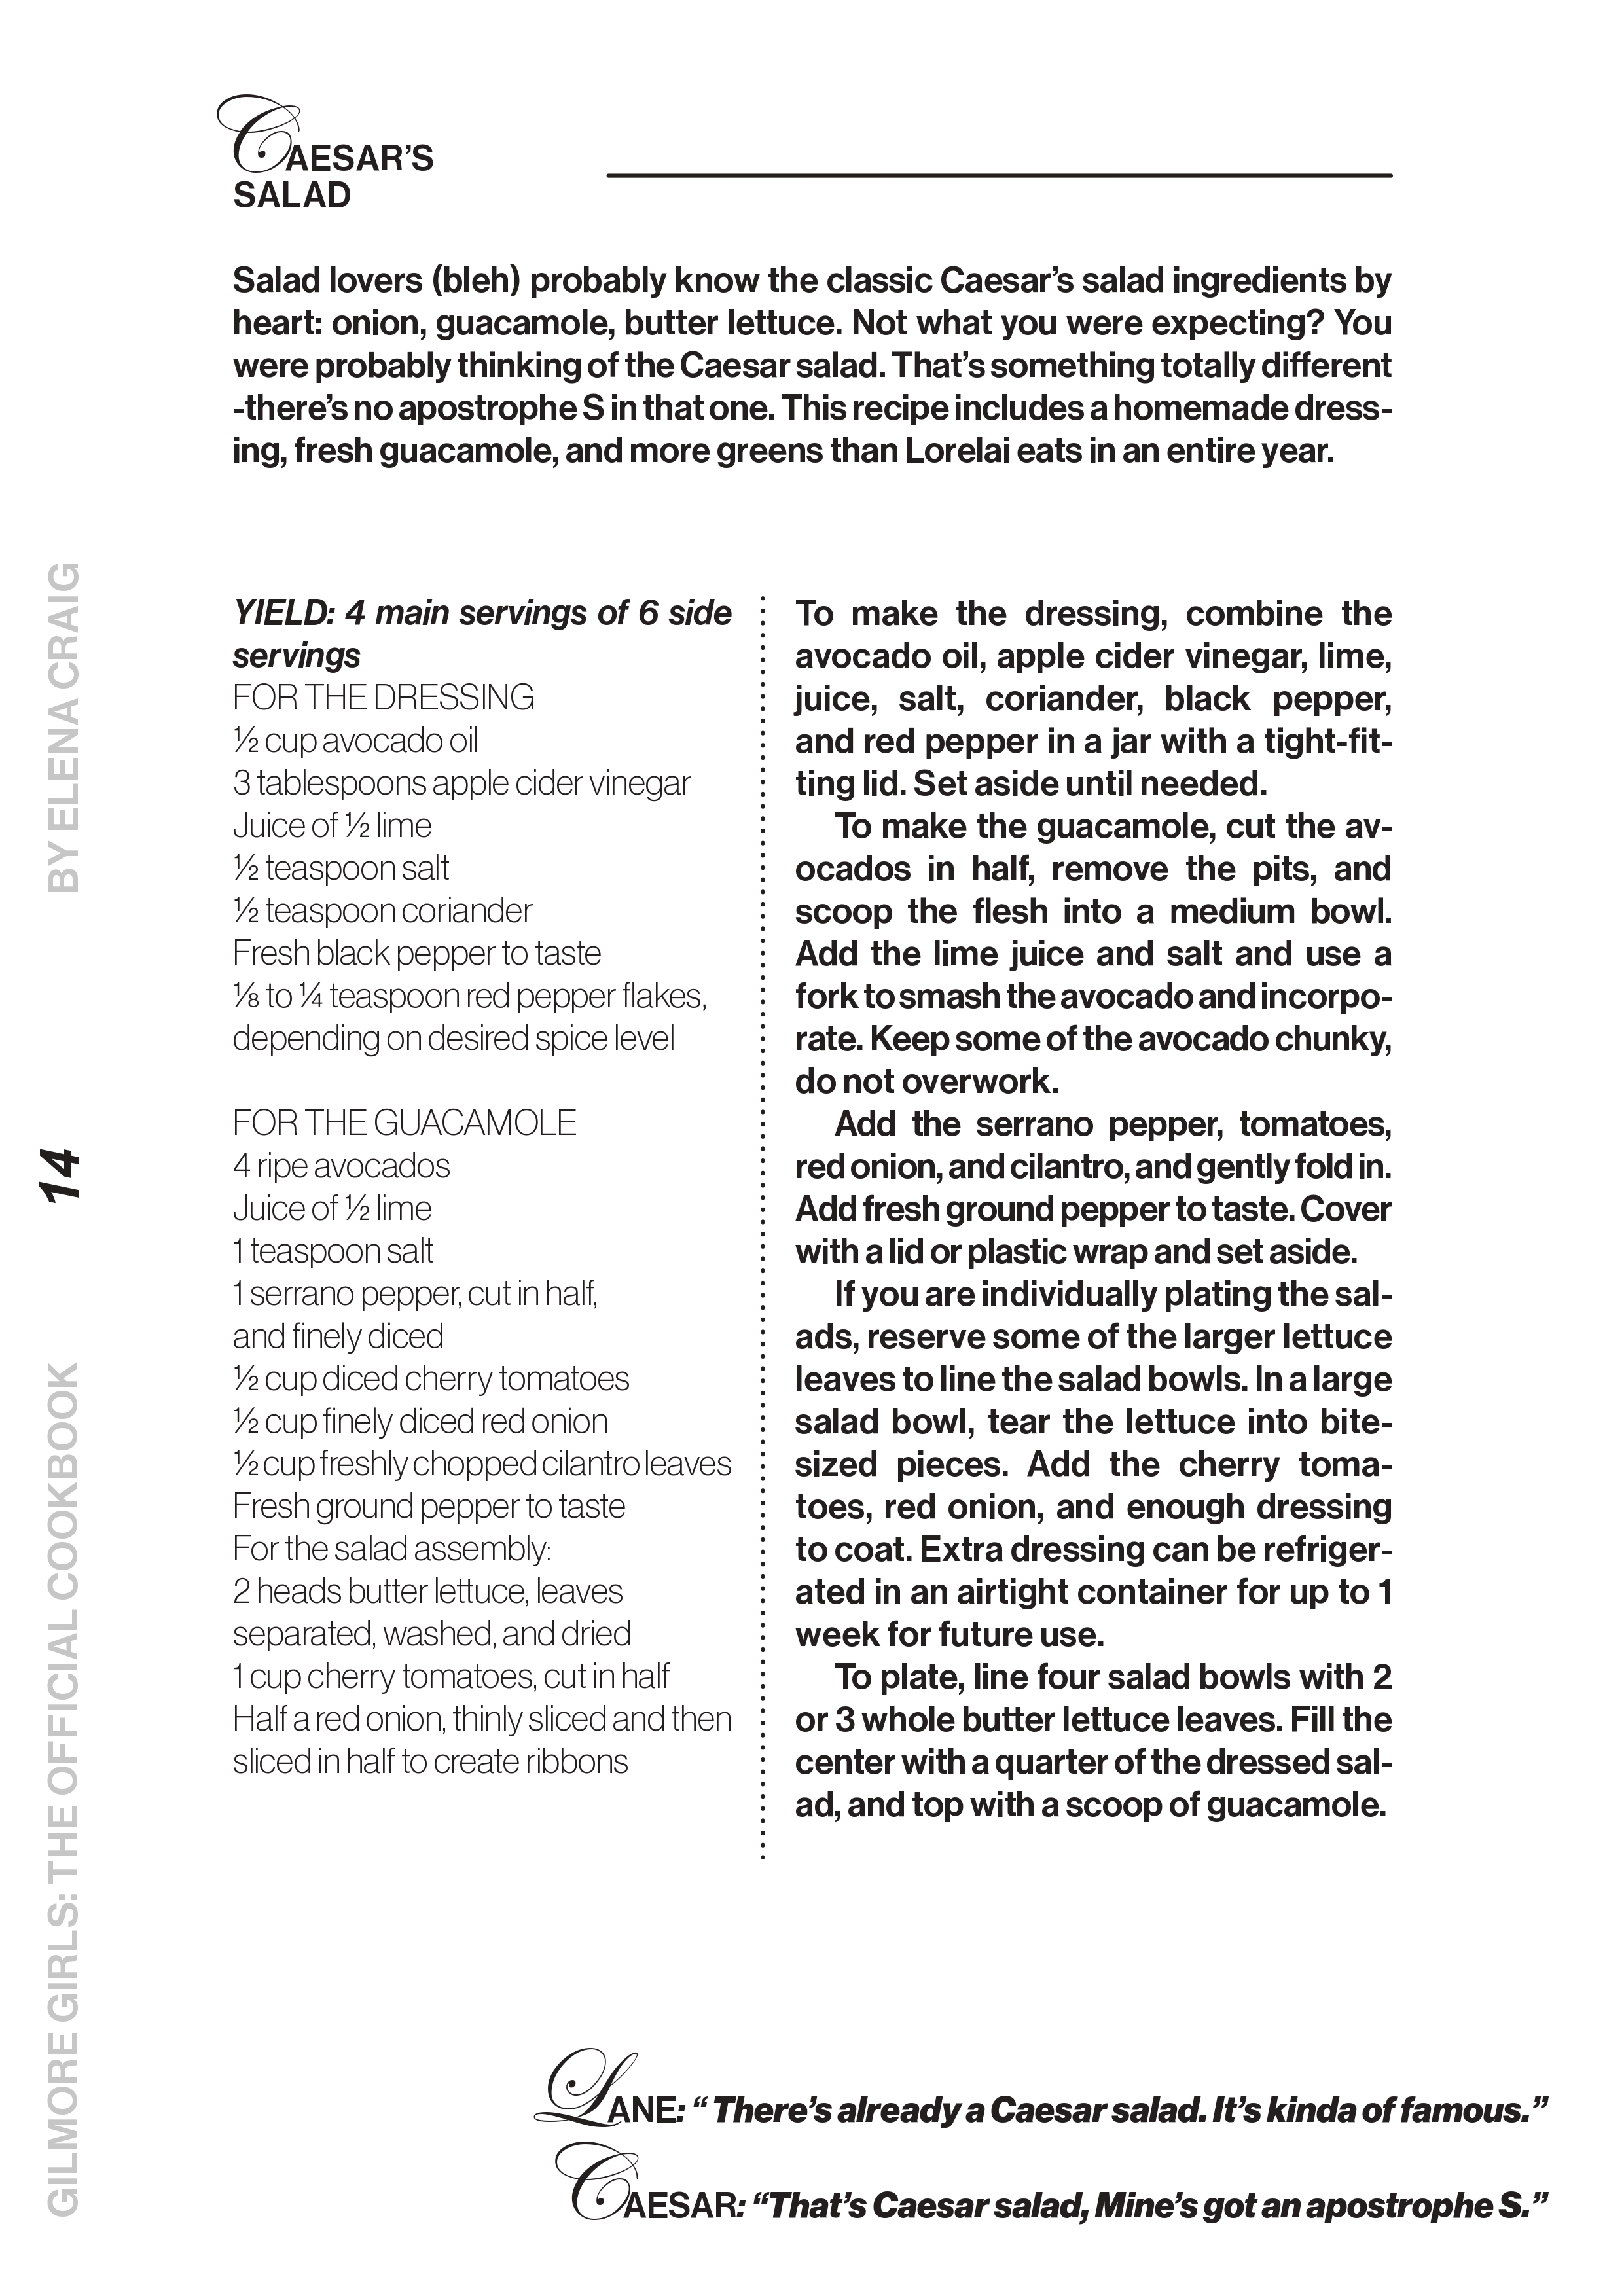 CAESAR’S
SALAD
Salad lovers (bleh) probably know the classic Caesar’s salad ingredients by
heart: onion, guacamole, butter lettuce. Not what you were expecting? You
were probably thinking of the Caesar salad. That’s something totally different
-there’s no apostrophe S in that one. This recipe includes a homemade dress-
ing, fresh guacamole, and more greens than Lorelai eats in an entire year.
YIELD: 4 main servings of 6 side
servings
FOR THE DRESSING
½ cup avocado oil
3 tablespoons apple cider vinegar
Juice of ½ lime
½ teaspoon salt
½ teaspoon coriander
Fresh black pepper to taste
⅛ to ¼ teaspoon red pepper flakes,
depending on desired spice level
FOR THE GUACAMOLE
4 ripe avocados
Juice of ½ lime
1 teaspoon salt
1 serrano pepper, cut in half,
and finely diced
½ cup diced cherry tomatoes
½ cup finely diced red onion
½ cup freshly chopped cilantro leaves
Fresh ground pepper to taste
For the salad assembly:
2 heads butter lettuce, leaves
separated, washed, and dried
1 cup cherry tomatoes, cut in half
Half a red onion, thinly sliced and then
sliced in half to create ribbons
To make the dressing, combine the
avocado oil, apple cider vinegar, lime,
juice, salt, coriander, black pepper,
and red pepper in a jar with a tight-fit-
ting lid. Set aside until needed.
To make the guacamole, cut the av-
ocados in half, remove the pits, and
scoop the flesh into a medium bowl.
Add the lime juice and salt and use a
fork to smash the avocado and incorpo-
rate. Keep some of the avocado chunky,
do not overwork.
Add the serrano pepper, tomatoes,
red onion, and cilantro, and gently fold in.
Add fresh ground pepper to taste. Cover
with a lid or plastic wrap and set aside.
If you are individually plating the sal-
ads, reserve some of the larger lettuce
leaves to line the salad bowls. In a large
salad bowl, tear the lettuce into bite-
sized pieces. Add the cherry toma-
toes, red onion, and enough dressing
to coat. Extra dressing can be refriger-
ated in an airtight container for up to 1
week for future use.
To plate, line four salad bowls with 2
or 3 whole butter lettuce leaves. Fill the
center with a quarter of the dressed sal-
ad, and top with a scoop of guacamole.
LANE: “ There’s already a Caesar salad. It’s kinda of famous.”
CAESAR: “That’s Caesar salad, Mine’s got an apostrophe S.”
GILMORE GIRLS: THE OFFICIAL COOKBOOK
14
BY ELENA CRAIG